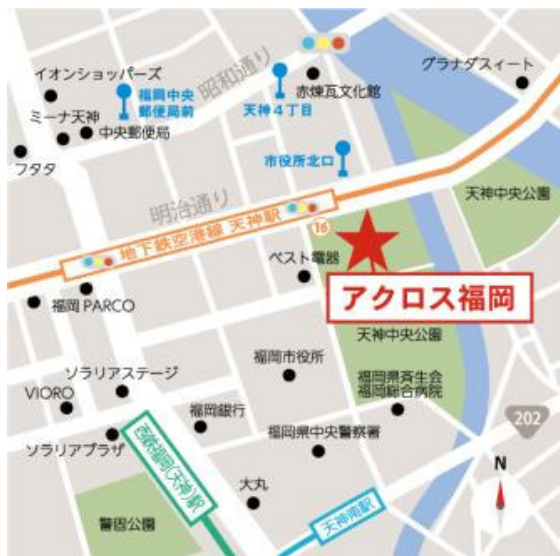 イオンショッパーズ
福岡中央
郵便局前
昭和通り
天神4丁目
赤煉瓦文化館
グラナダスィート
ミーナ天神
中央郵便局
フタタ
市役所北口
明治通り
天神中央公園
地下鉄空港線 天神駅
16
ベスト電器
アクロス福岡
福岡 PARCO
天神中央公園
福岡市役所
ソラリアステージ
福岡県済生会
福岡総合病院
VIORO
福岡銀行
202
ソラリアプラザ
西鉄福岡(天神)駅
福岡県中央警察署
N
大丸
天神南駅
警固公園